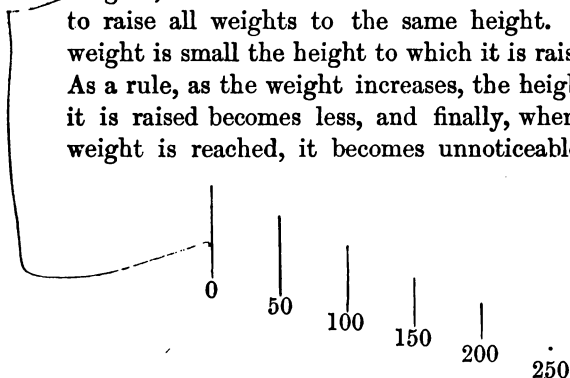 to raise all weights to the same height.
weight is small the height to which it is rais
As a rule, as the weight increases, the heigh
it is raised becomes less, and finally, when
weight is reached, it becomes unnoticeabl
0
50
100
150
200
250